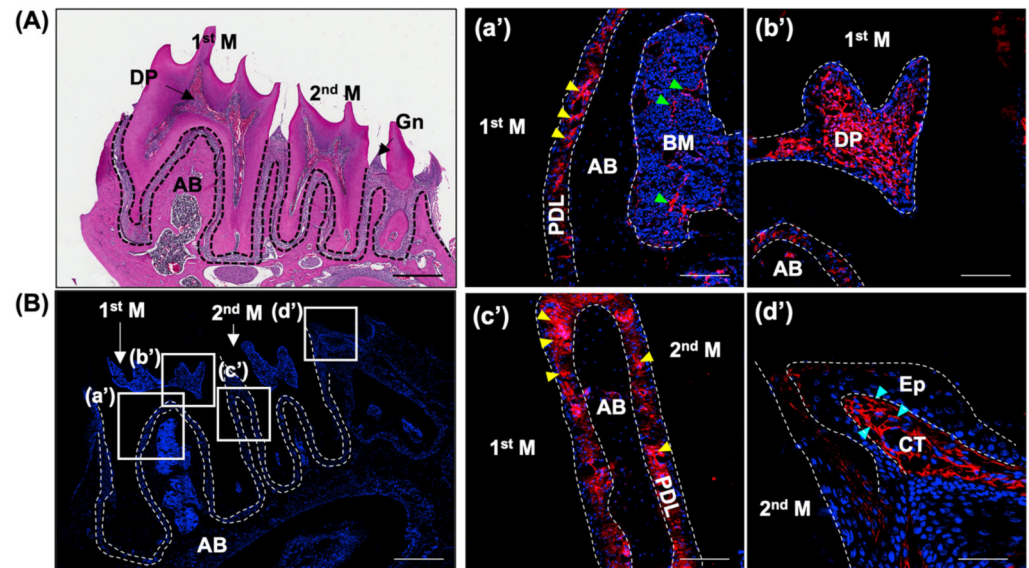 (A)
1st M
DP
2nd M
Gn
AB
(B)
1st M
2nd M
(d’)
(b’)
(c’)
(a’)
AB
(a’)
1st M
AB
BM
PDL
(b’)
1st M
DP
AB
(c’)
2nd M
AB
1st M
PDL
(d’)
Ep
CT
2nd M